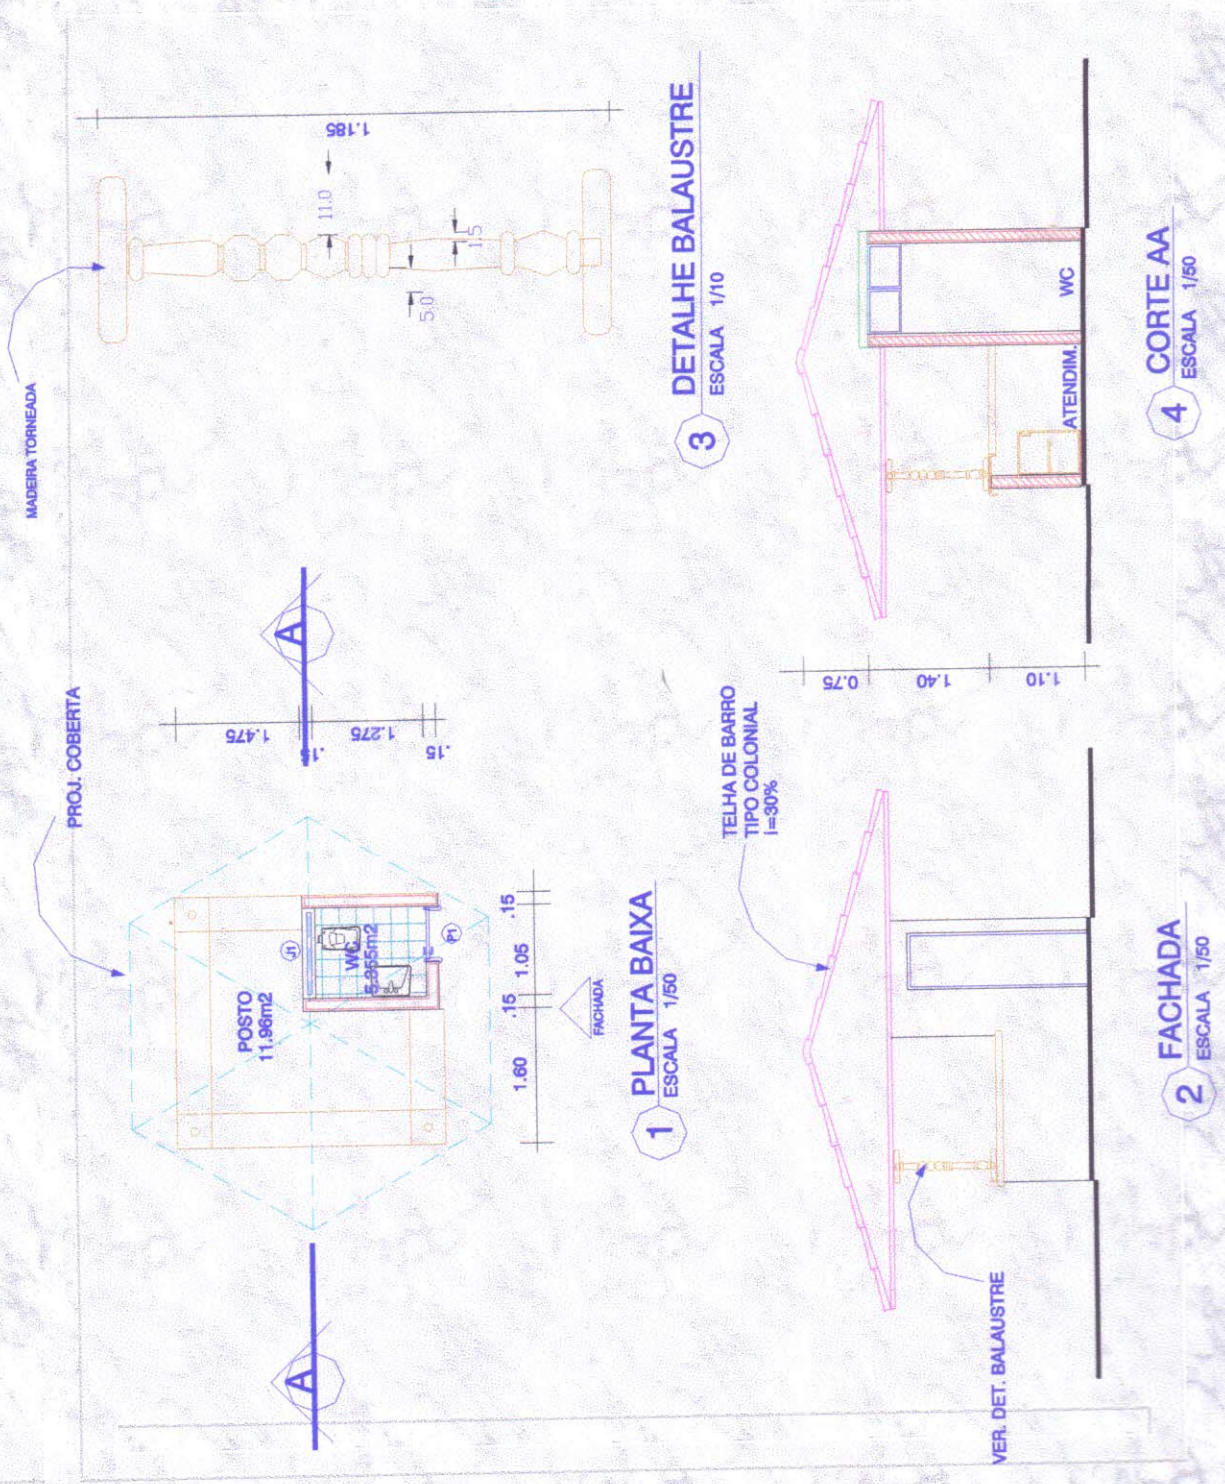 PROJ. COBERTA
MADEIRA TORNEADA
A
A
POSTO
11.96m2
J1
WC
5.355m2
P1
1.475
1.275
.15
1.60
.15
1.05
.15
FACHADA
1 PLANTA BAIXA
ESCALA 1/50
11.0
5.0
1.5
1.185
3 DETALHE BALAUSTRE
ESCALA 1/10
VER. DET. BALAUSTRE
TELHA DE BARRO
TIPO COLONIAL
i=30%
2 FACHADA
ESCALA 1/50
0.75
1.40
1.10
ATENDIM.
WC
4 CORTE AA
ESCALA 1/50